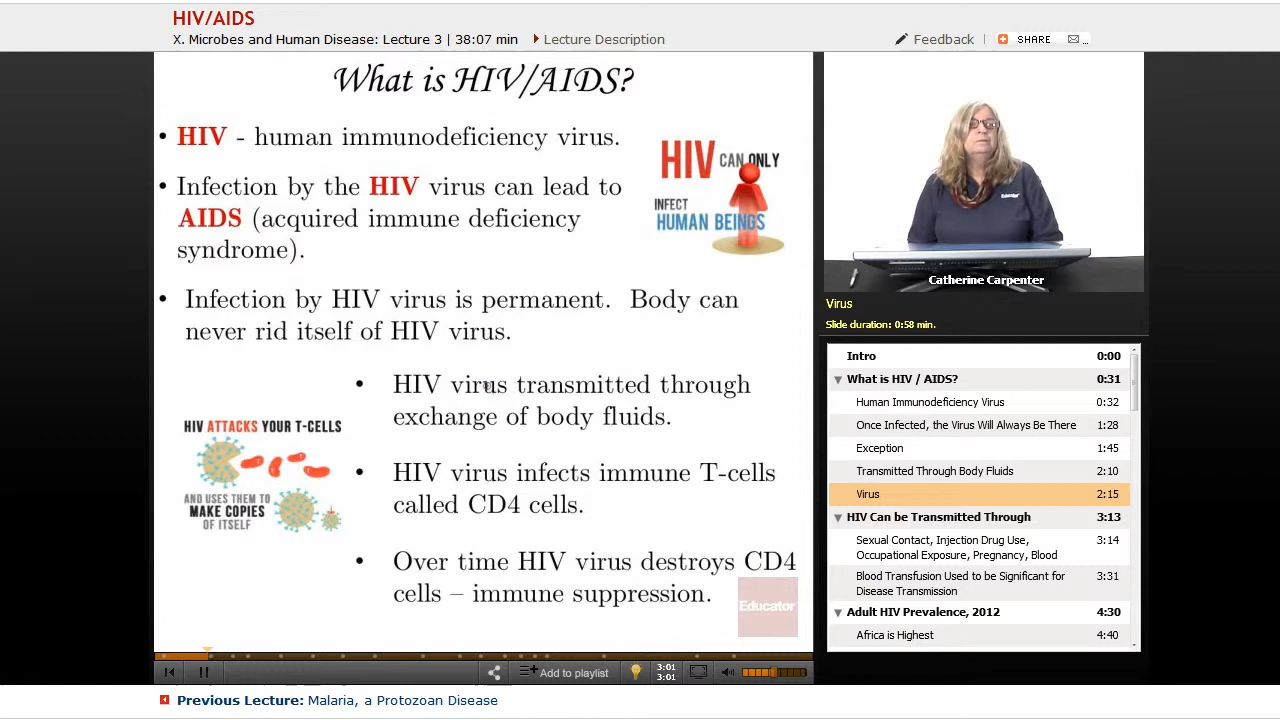 HIV/AIDS
X. Microbes and Human Disease: Lecture 3 | 38:07 min
Lecture Description
Feedback
SHARE
What is HIV/AIDS?
• HIV - human immunodeficiency virus.
• Infection by the HIV virus can lead to
AIDS (acquired immune deficiency
syndrome).
HIV CAN ONLY
INFECT
HUMAN BEINGS
• Infection by HIV virus is permanent. Body can
never rid itself of HIV virus.
• HIV virus transmitted through
exchange of body fluids.
HIV ATTACKS YOUR T-CELLS
AND USES THEM TO
MAKE COPIES
OF ITSELF
• HIV virus infects immune T-cells
called CD4 cells.
• Over time HIV virus destroys CD4
cells – immune suppression.
Educator
Educator
Catherine Carpenter
Virus
Slide duration: 0:58 min.
Intro 0:00
What is HIV / AIDS? 0:31
Human Immunodeficiency Virus 0:32
Once Infected, the Virus Will Always Be There 1:28
Exception 1:45
Transmitted Through Body Fluids 2:10
Virus 2:15
HIV Can be Transmitted Through 3:13
Sexual Contact, Injection Drug Use, 3:14
Occupational Exposure, Pregnancy, Blood
Blood Transfusion Used to be Significant for 3:31
Disease Transmission
Adult HIV Prevalence, 2012 4:30
Africa is Highest 4:40
Add to playlist
3:01
3:01
Previous Lecture: Malaria, a Protozoan Disease